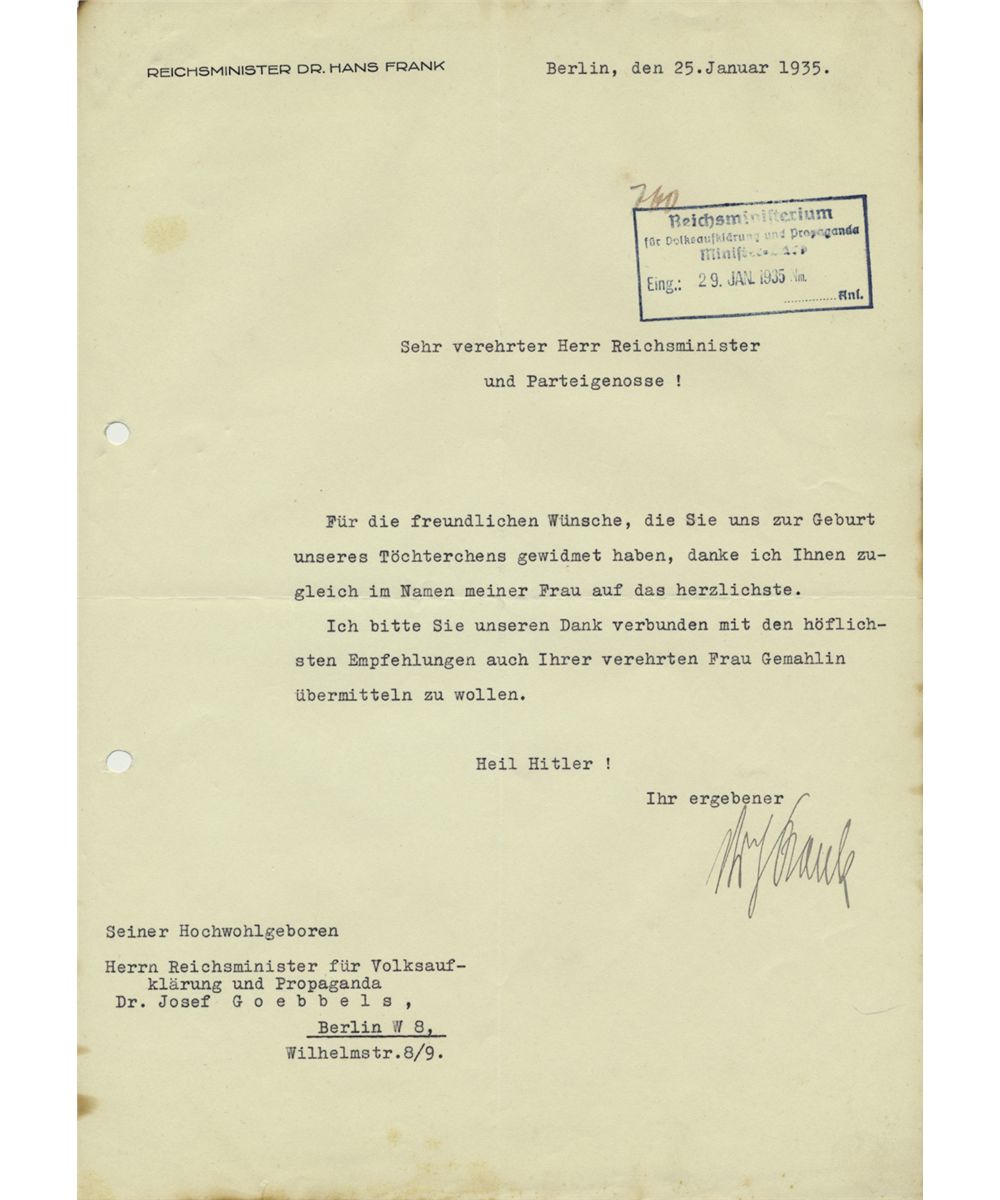 REICHSMINISTER DR. HANS FRANK
Berlin, den 25.Januar 1935.
Reichsministerium
für Volksaufklärung und Propaganda
Eing.: 29. JAN. 1935 Nm.
...............Anl.
Sehr verehrter Herr Reichsminister
und Parteigenosse !
Für die freundlichen Wünsche, die Sie uns zur Geburt
unseres Töchterchens gewidmet haben, danke ich Ihnen zu-
gleich im Namen meiner Frau auf das herzlichste.
Ich bitte Sie unseren Dank verbunden mit den höflich-
sten Empfehlungen auch Ihrer verehrten Frau Gemahlin
übermitteln zu wollen.
Heil Hitler !
Ihr ergebener
Frank
Seiner Hochwohlgeboren
Herrn Reichsminister für Volksauf-
klärung und Propaganda
Dr. Josef G o e b b e l s ,
Berlin W 8,
Wilhelmstr.8/9.